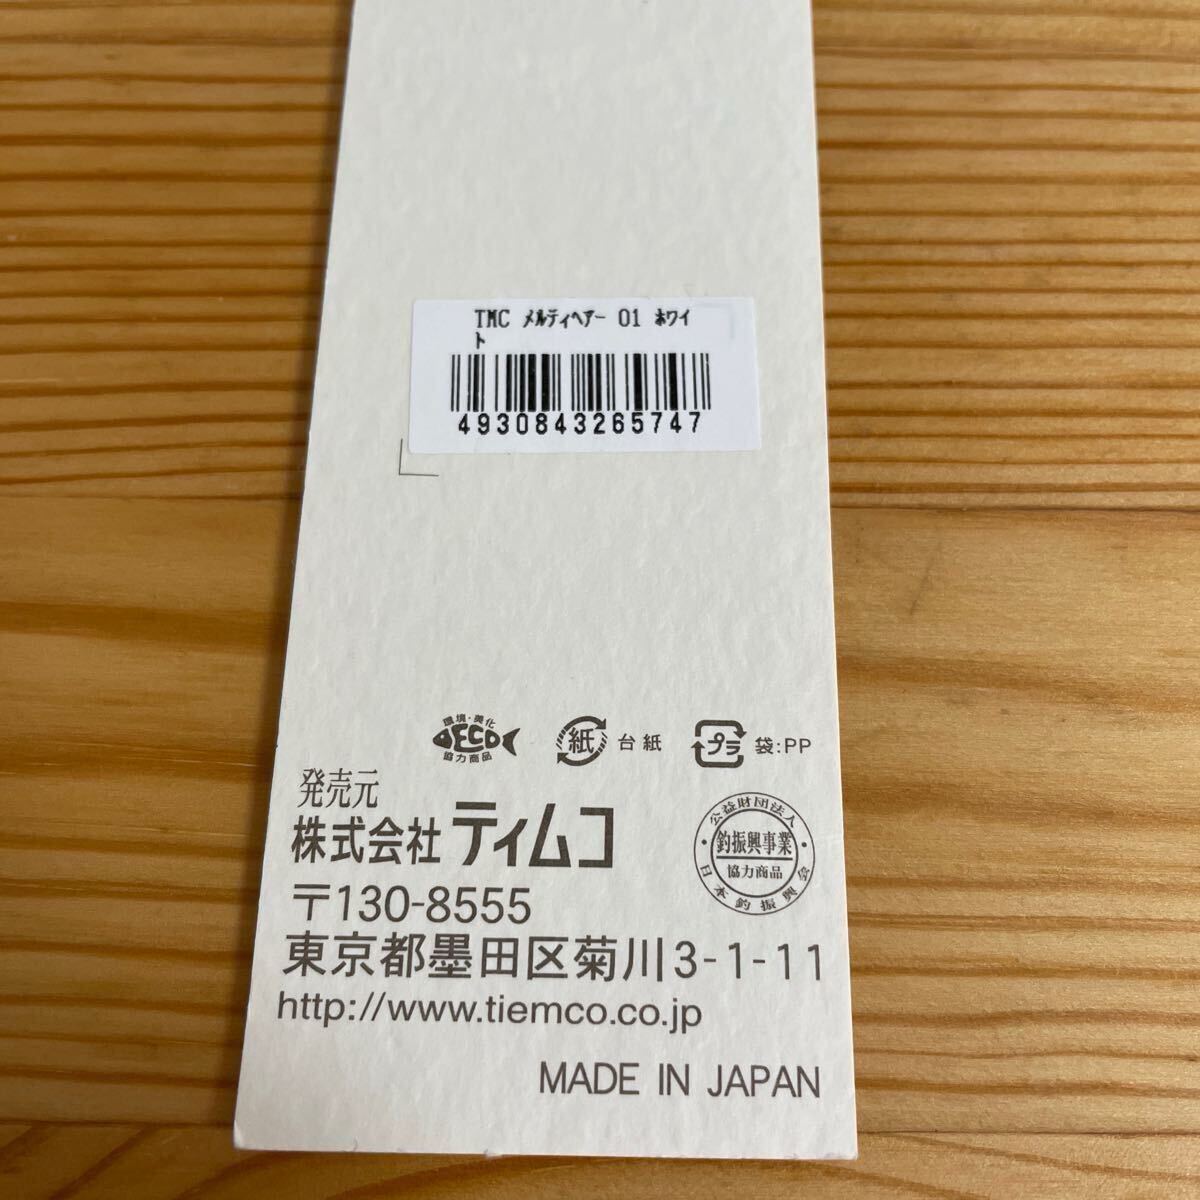 TMC メルティヘアー 01 ホワイ
ト
4930843265747
環境・美化
ECO
協力商品
紙
台紙
プラ
袋:PP
発売元
株式会社 ティムコ
公益財団法人
釣振興事業
協力商品
日本釣振興会
〒130-8555
東京都墨田区菊川3-1-11
http://www.tiemco.co.jp
MADE IN JAPAN